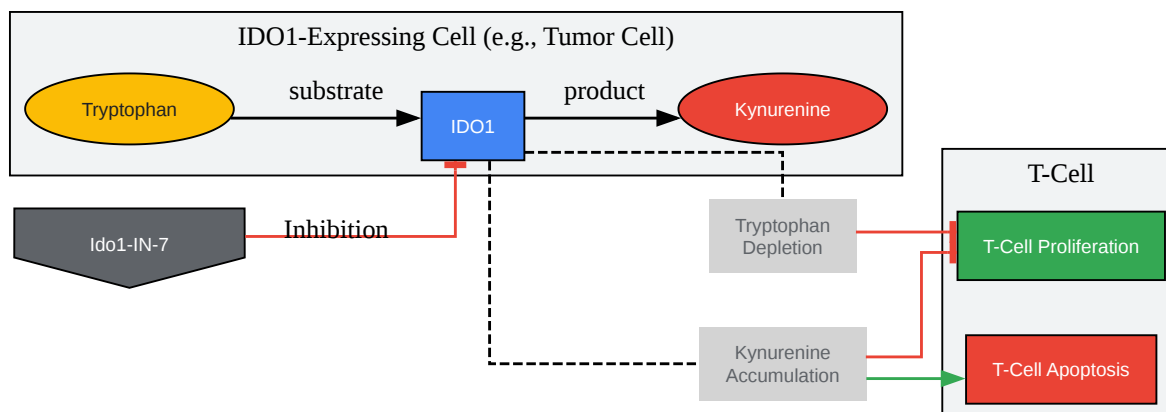 IDO1-Expressing Cell (e.g., Tumor Cell)
Tryptophan
substrate
IDO1
product
Kynurenine
Ido1-IN-7
Inhibition
Tryptophan
Depletion
T-Cell
T-Cell Proliferation
Kynurenine
Accumulation
T-Cell Apoptosis